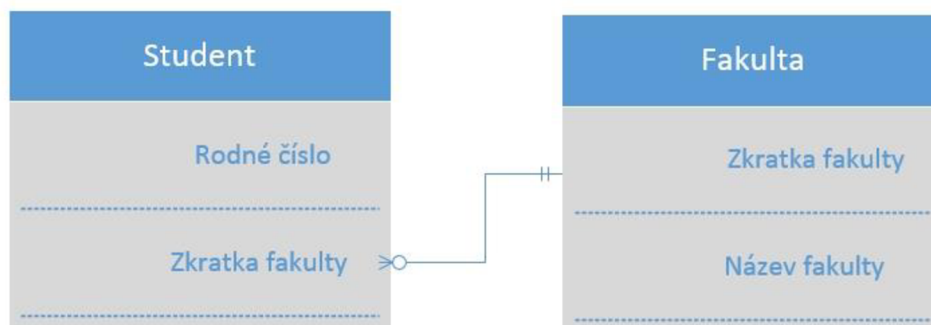 Student
Rodné číslo
Zkratka fakulty
Fakulta
Zkratka fakulty
Název fakulty